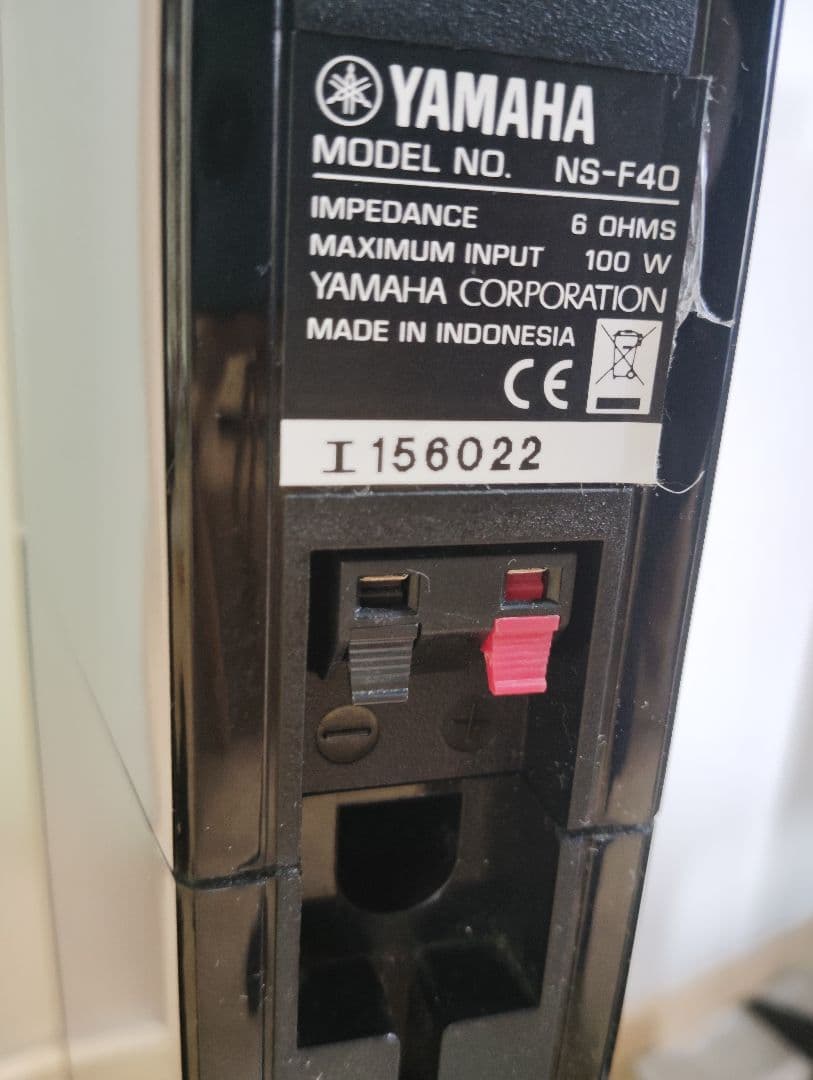 YAMAHA
MODEL NO. NS-F40
IMPEDANCE 6 OHMS
MAXIMUM INPUT 100 W
YAMAHA CORPORATION
MADE IN INDONESIA
CE
I 156022
− +